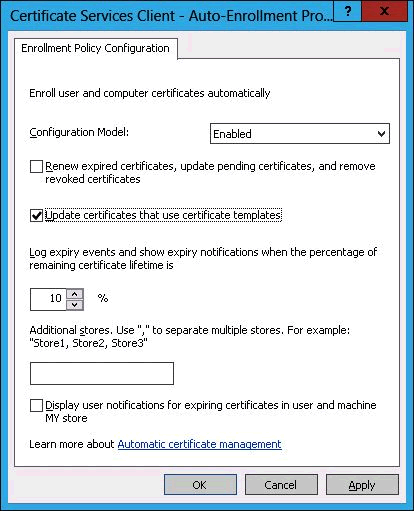 Certificate Services Client - Auto-Enrollment Pro...
?
x
Enrollment Policy Configuration
Enroll user and computer certificates automatically
Configuration Model:
Enabled
Renew expired certificates, update pending certificates, and remove
revoked certificates
Update certificates that use certificate templates
Log expiry events and show expiry notifications when the percentage of
remaining certificate lifetime is
10
%
Additional stores. Use "," to separate multiple stores. For example:
"Store1, Store2, Store3"
Display user notifications for expiring certificates in user and machine
MY store
Learn more about Automatic certificate management
OK
Cancel
Apply